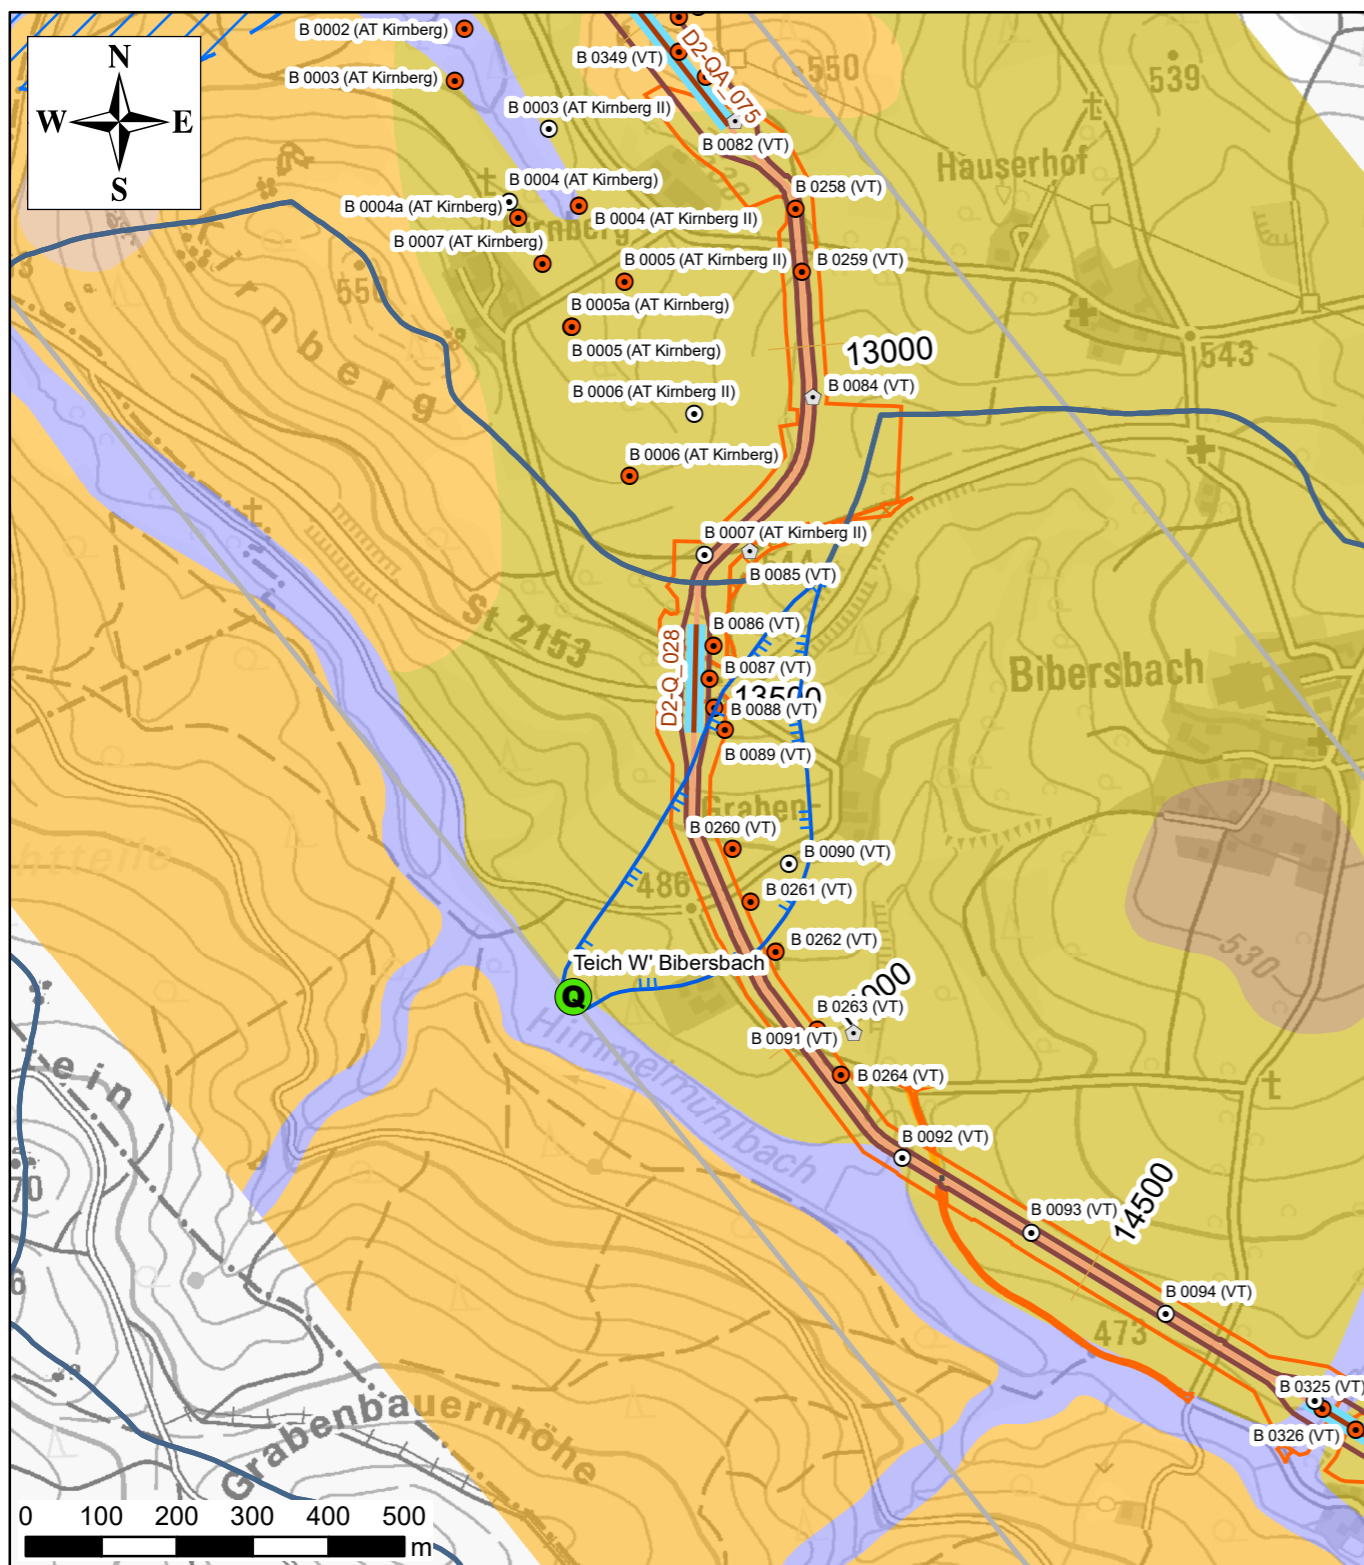 B 0002 (AT Kirnberg)
B 0349 (VT)
D2-QA_075
550
539
B 0003 (AT Kirnberg)
N
W E
S
B 0003 (AT Kirnberg II)
B 0082 (VT)
Hauserhof
B 0004 (AT Kirnberg)
B 0258 (VT)
B 0004a (AT Kirnberg)
B 0004 (AT Kirnberg II)
B 0007 (AT Kirnberg)
B 0005 (AT Kirnberg II)
B 0259 (VT)
550
Kirnberg
B 0005a (AT Kirnberg)
B 0005 (AT Kirnberg)
13000
543
B 0006 (AT Kirnberg II)
B 0084 (VT)
B 0006 (AT Kirnberg)
B 0007 (AT Kirnberg II)
B 0085 (VT)
St 2153
B 0086 (VT)
D2-Q_028
B 0087 (VT)
Bibersbach
13500
B 0088 (VT)
B 0089 (VT)
Graben-
B 0260 (VT)
B 0090 (VT)
486
B 0261 (VT)
B 0262 (VT)
530
Teich W' Bibersbach
Q
B 0263 (VT)
B 0091 (VT)
Himmelmühlbach
B 0264 (VT)
ein
B 0092 (VT)
B 0093 (VT)
14500
B 0094 (VT)
473
B 0325 (VT)
B 0326 (VT)
Grabenbauernhöhe
0 100 200 300 400 500
m